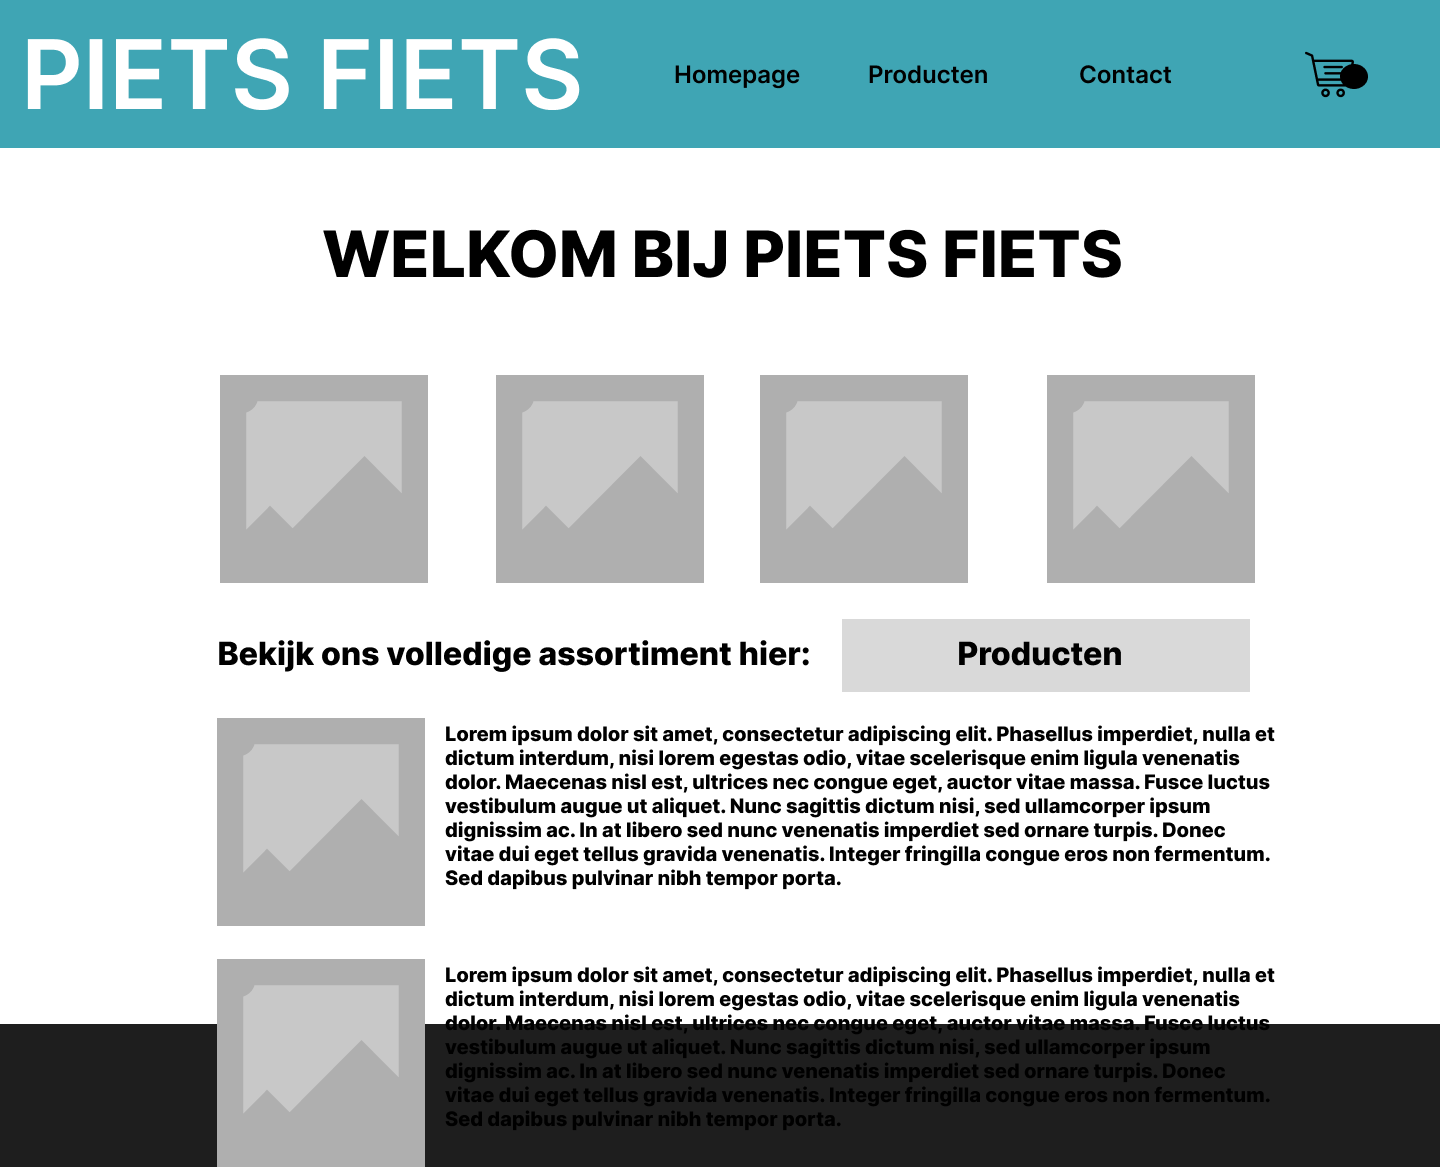 PIETS FIETS
Homepage
Producten
Contact
WELKOM BIJ PIETS FIETS
Bekijk ons volledige assortiment hier:
Producten
Lorem ipsum dolor sit amet, consectetur adipiscing elit. Phasellus imperdiet, nulla et
dictum interdum, nisi lorem egestas odio, vitae scelerisque enim ligula venenatis
dolor. Maecenas nisl est, ultrices nec congue eget, auctor vitae massa. Fusce luctus
vestibulum augue ut aliquet. Nunc sagittis dictum nisi, sed ullamcorper ipsum
dignissim ac. In at libero sed nunc venenatis imperdiet sed ornare turpis. Donec
vitae dui eget tellus gravida venenatis. Integer fringilla congue eros non fermentum.
Sed dapibus pulvinar nibh tempor porta.
Lorem ipsum dolor sit amet, consectetur adipiscing elit. Phasellus imperdiet, nulla et
dictum interdum, nisi lorem egestas odio, vitae scelerisque enim ligula venenatis
dolor. Maecenas nisl est, ultrices nec congue eget, auctor vitae massa. Fusce luctus
vestibulum augue ut aliquet. Nunc sagittis dictum nisi, sed ullamcorper ipsum
dignissim ac. In at libero sed nunc venenatis imperdiet sed ornare turpis. Donec
vitae dui eget tellus gravida venenatis. Integer fringilla congue eros non fermentum.
Sed dapibus pulvinar nibh tempor porta.